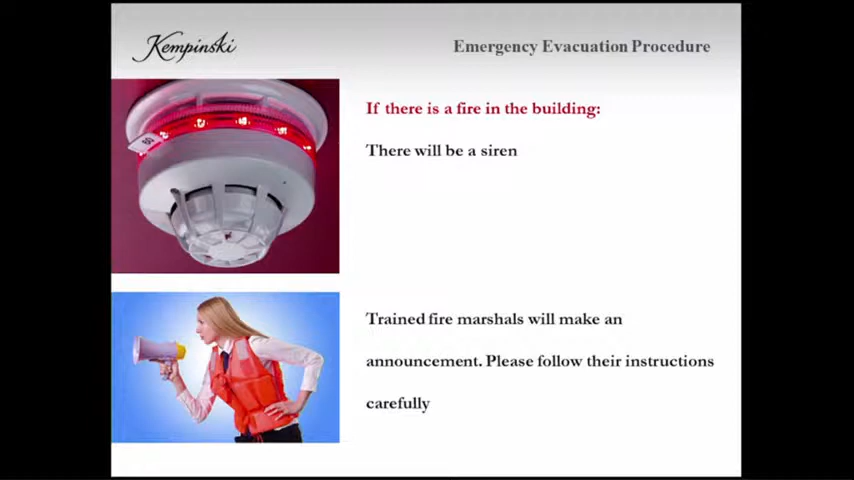 Kempinski
Emergency Evacuation Procedure
If there is a fire in the building:
There will be a siren
Trained fire marshals will make an
announcement. Please follow their instructions
carefully